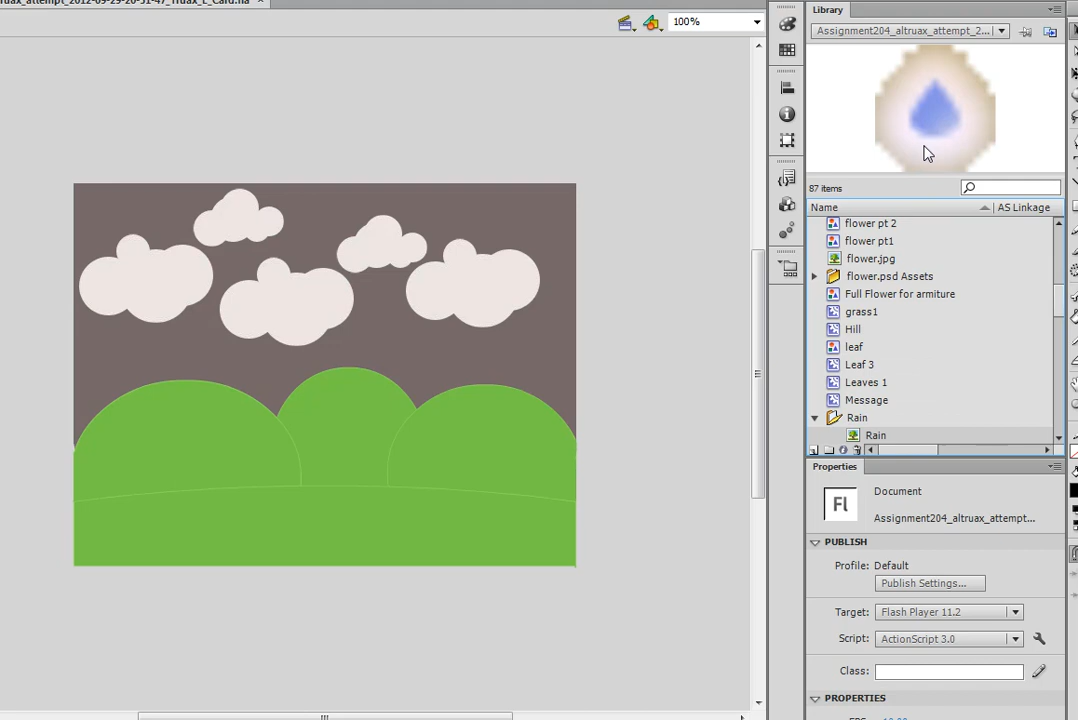 truax_attempt_2012-09-29-20-51-47_Truax_E_Card.fla
100%
Library
Assignment204_altruax_attempt_2...
87 items
Name
AS Linkage
flower pt 2
flower pt1
flower.jpg
flower.psd Assets
Full Flower for armiture
grass1
Hill
leaf
Leaf 3
Leaves 1
Message
Rain
Rain
Properties
Fl
Document
Assignment204_altruax_attempt...
PUBLISH
Profile: Default
Publish Settings...
Target: Flash Player 11.2
Script: ActionScript 3.0
Class:
PROPERTIES